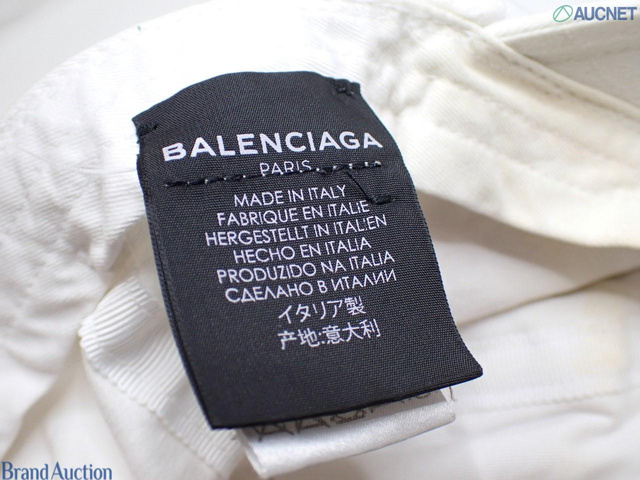 AUCNET
BALENCIAGA
PARIS
MADE IN ITALY
FABRIQUE EN ITALIE
HERGESTELLT IN ITALIEN
HECHO EN ITALIA
PRODUZIDO NA ITALIA
СДЕЛАНО В ИТАЛИИ
イタリア製
产地:意大利
Brand Auction